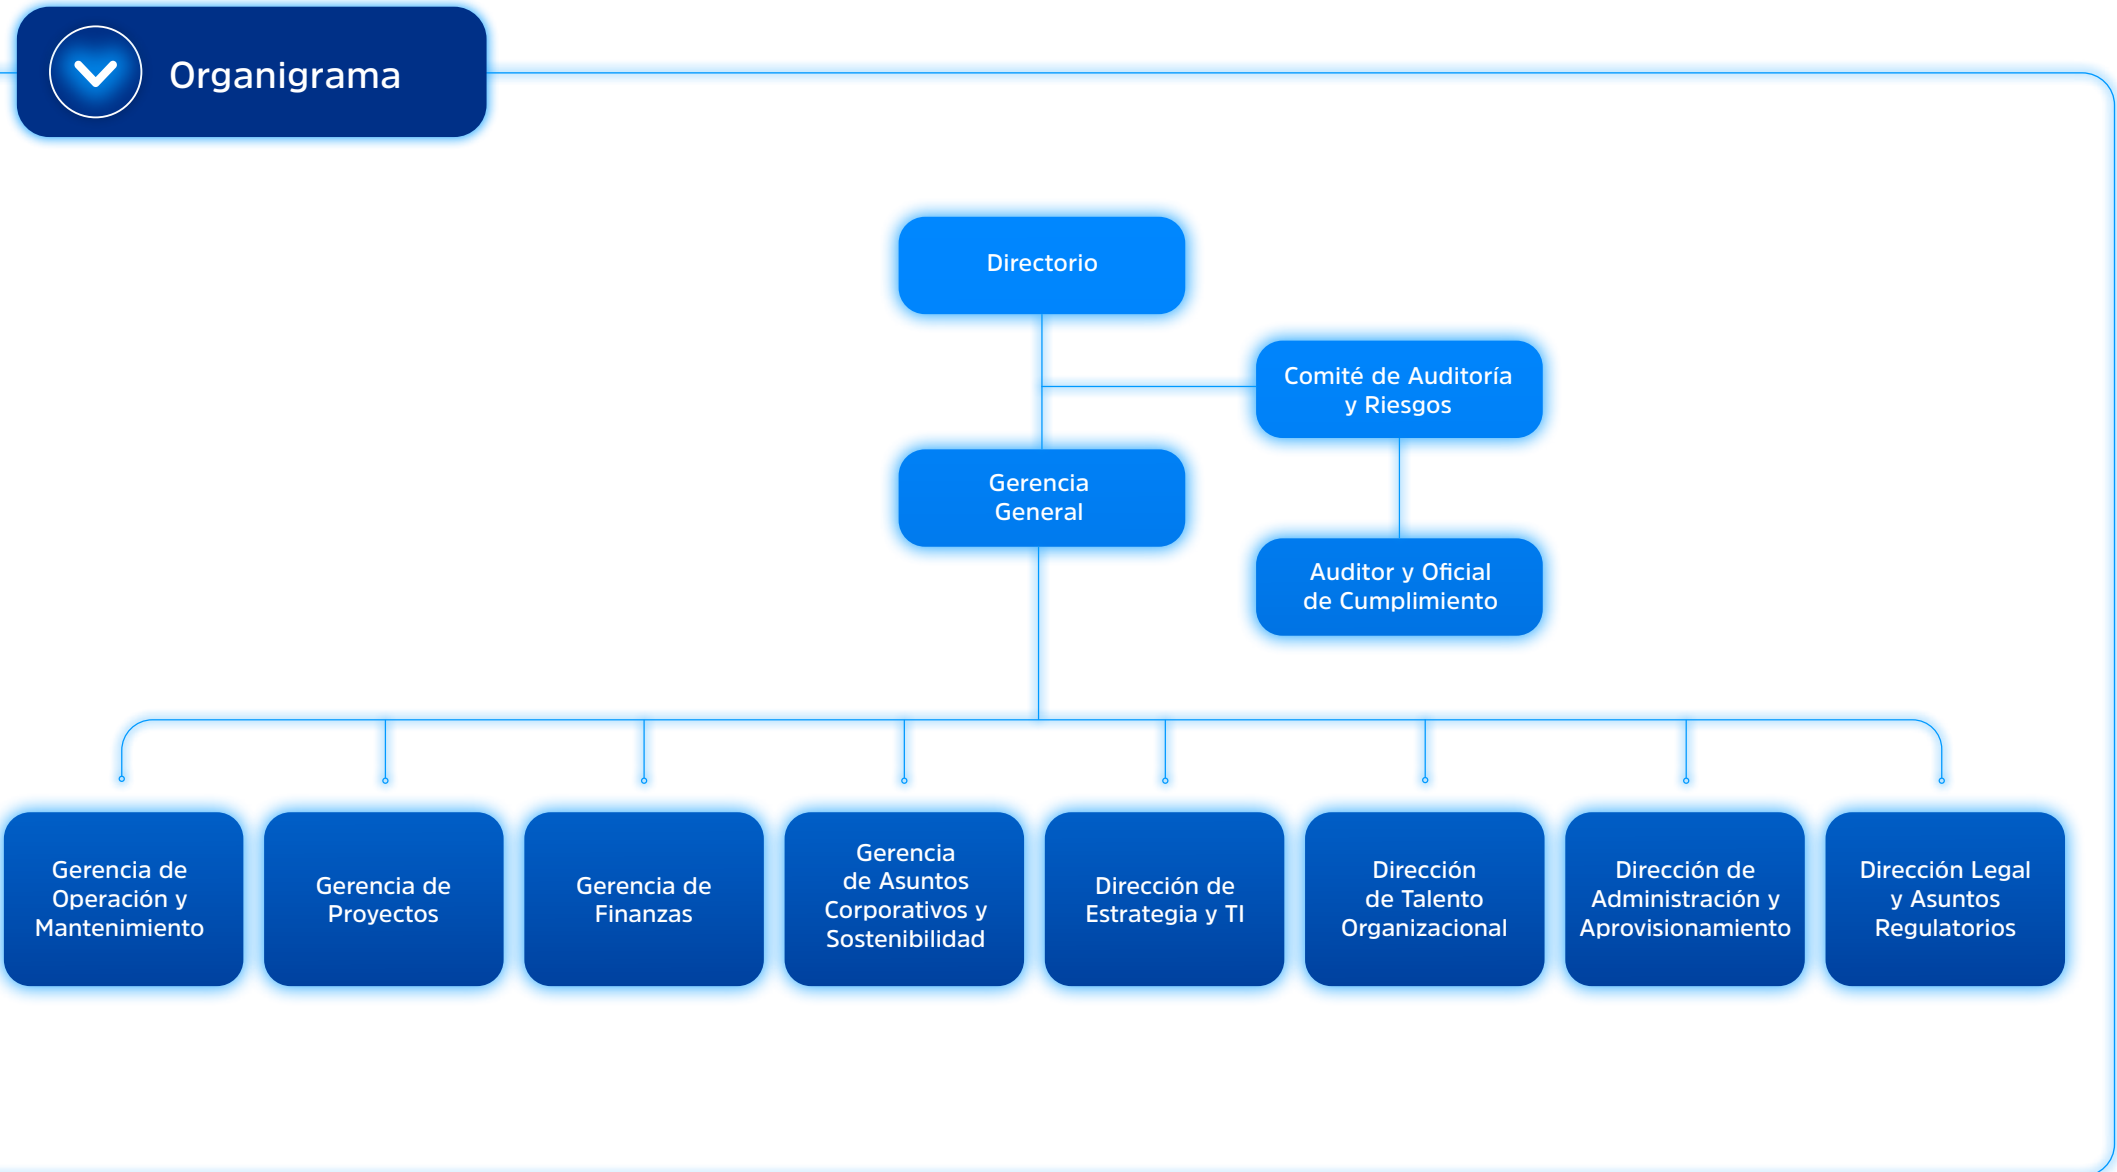 Organigrama
Directorio
Comité de Auditoría
y Riesgos
Gerencia
General
Auditor y Oficial
de Cumplimiento
Gerencia de
Operación y
Mantenimiento
Gerencia de
Proyectos
Gerencia de
Finanzas
Gerencia
de Asuntos
Corporativos y
Sostenibilidad
Dirección de
Estrategia y TI
Dirección
de Talento
Organizacional
Dirección de
Administración y
Aprovisionamiento
Dirección Legal
y Asuntos
Regulatorios